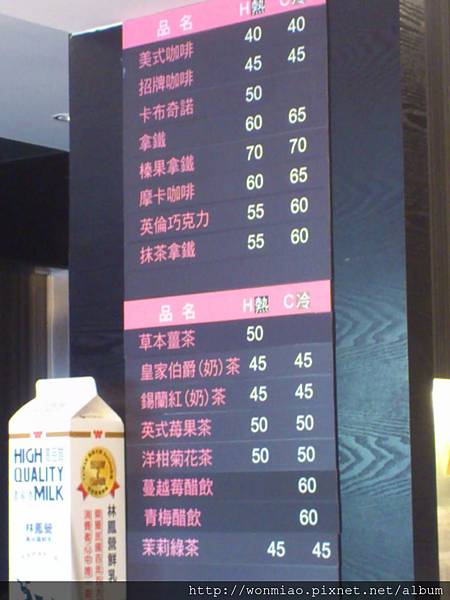 品名 H熱 C冷
美式咖啡 40 40
招牌咖啡 45 45
卡布奇諾 50
拿鐵 60 65
榛果拿鐵 70 70
摩卡咖啡 60 65
英倫巧克力 55 60
抹茶拿鐵 55 60
品名 H熱 C冷
草本薑茶 50
皇家伯爵(奶)茶 45 45
錫蘭紅(奶)茶 45 45
英式莓果茶 50 50
洋柑菊花茶 50 50
蔓越莓醋飲 60
青梅醋飲 60
茉莉綠茶 45 45
HIGH
QUALITY
MILK
林鳳營
林鳳營鮮乳
http://wonmiao.pixnet.net/album